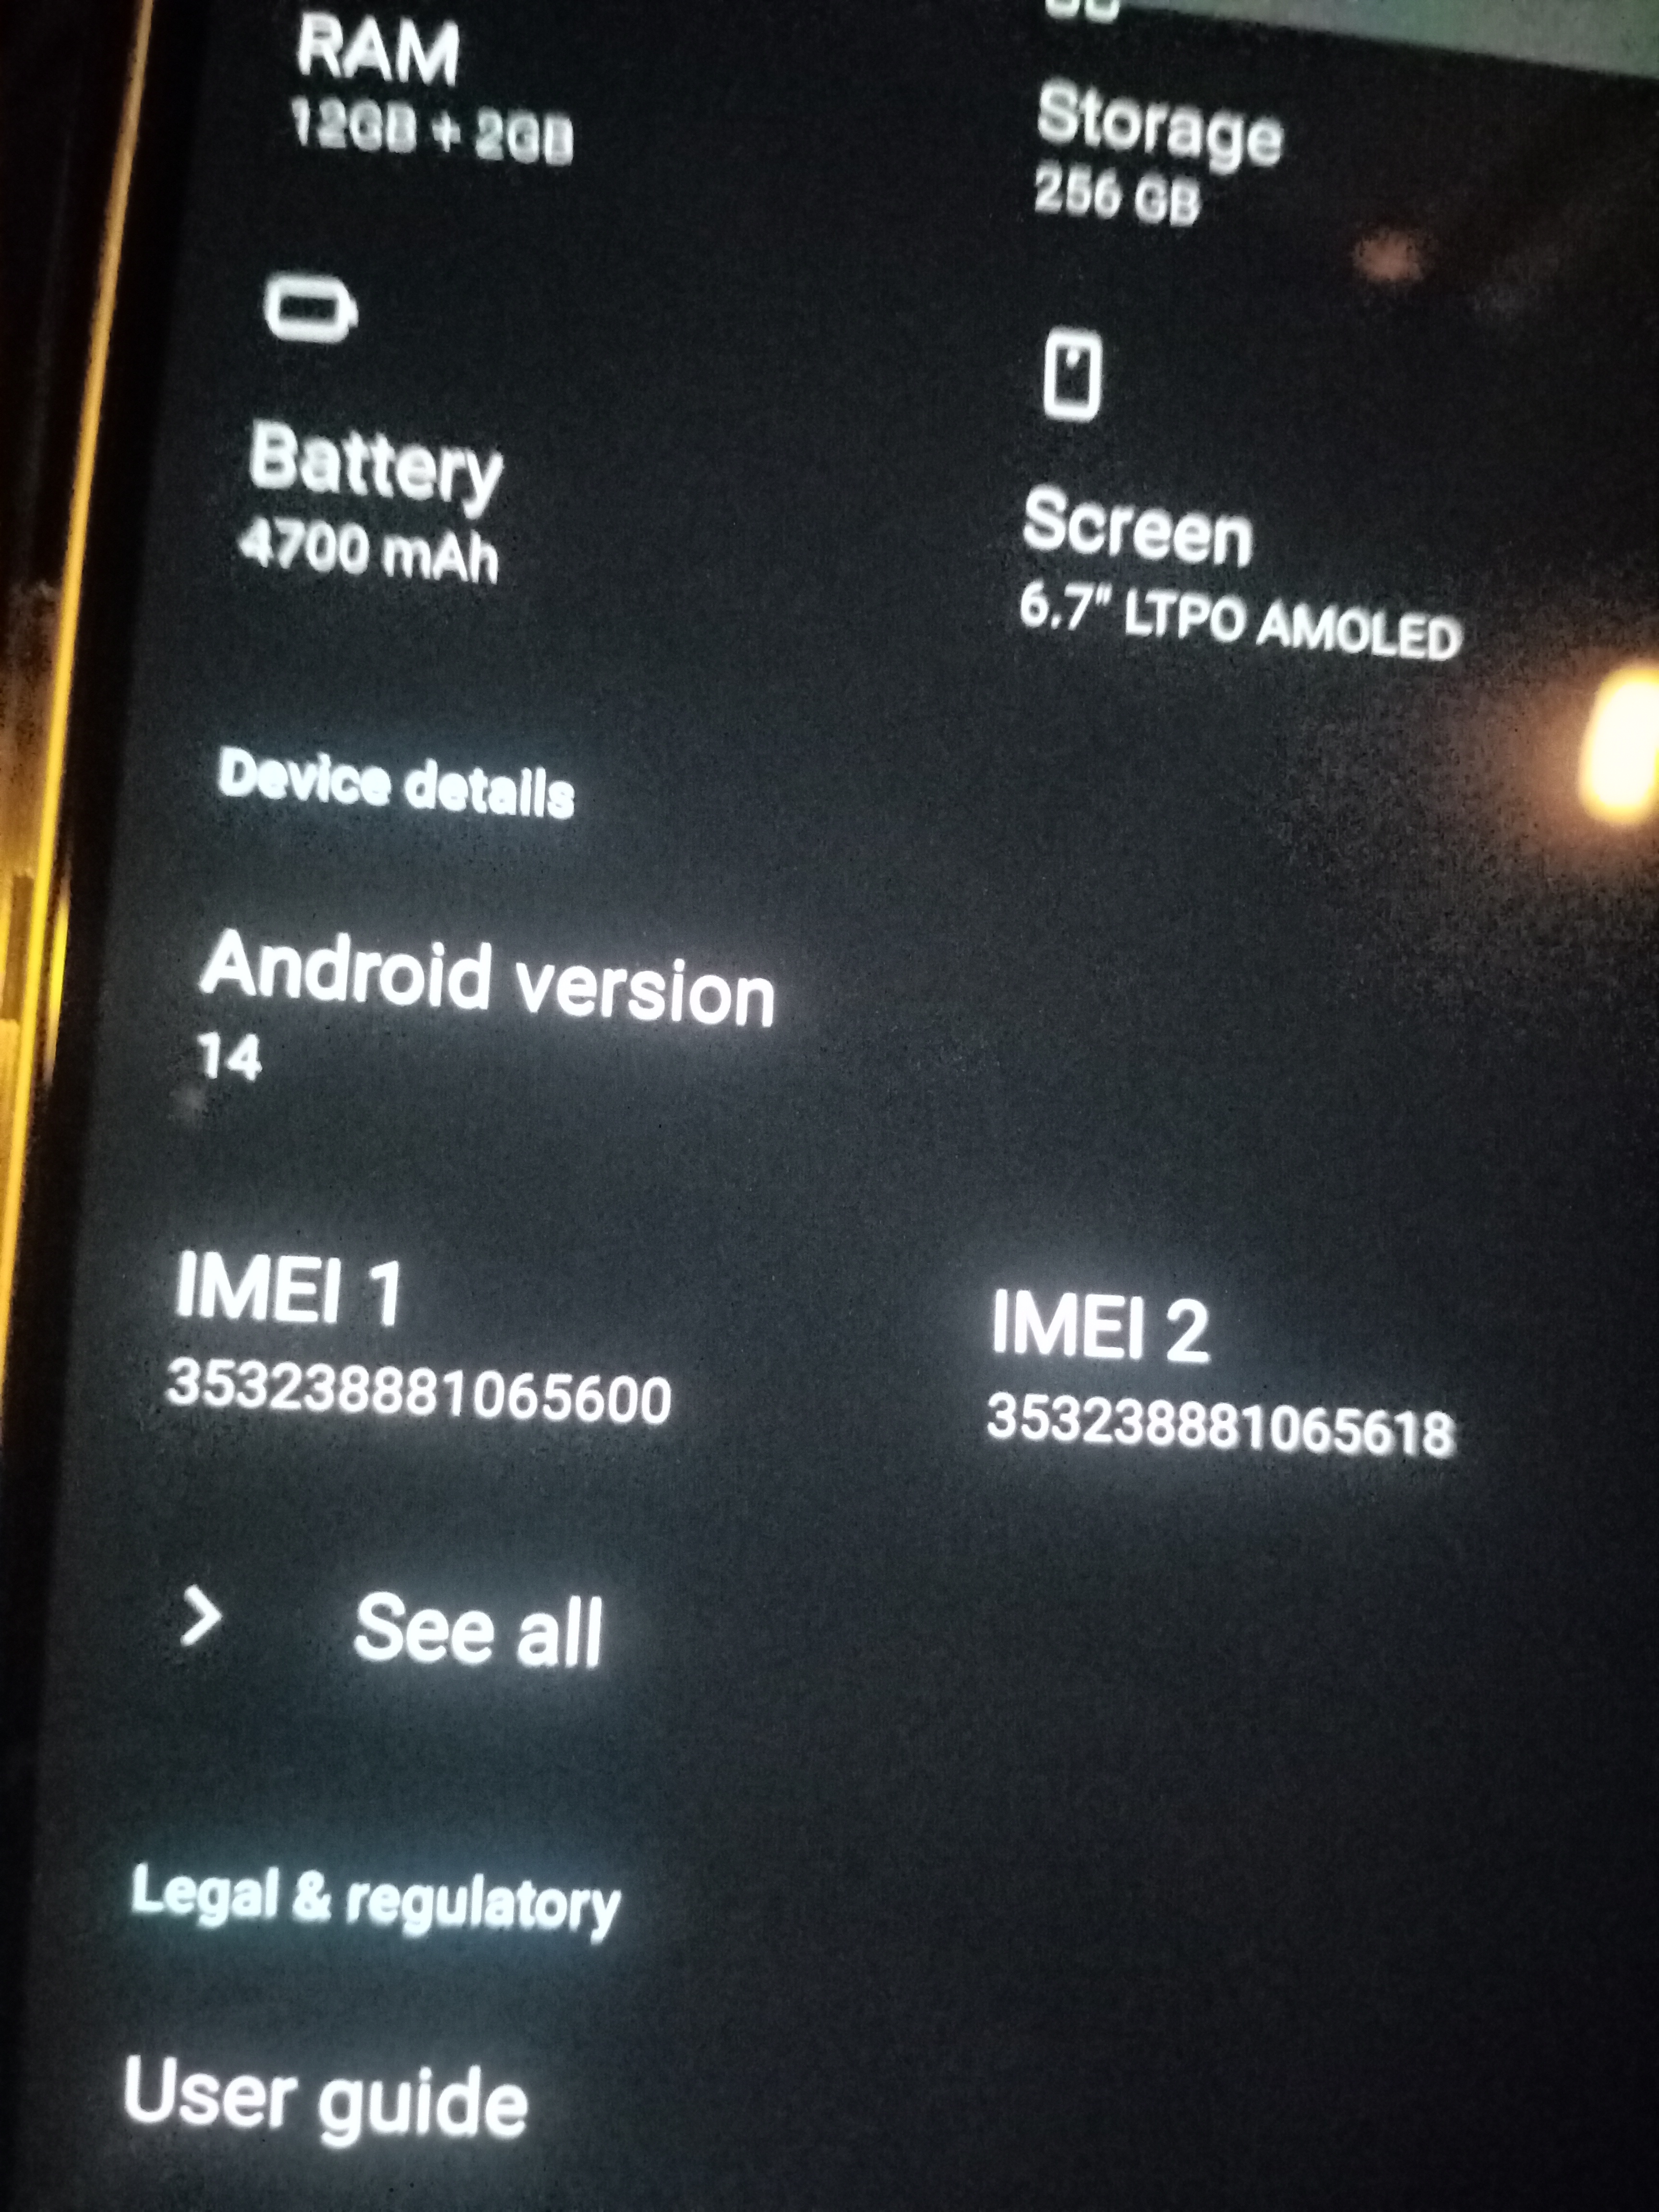 RAM
12GB + 2GB
Storage
256 GB
Battery
4700 mAh
Screen
6.7" LTPO AMOLED
Device details
Android version
14
IMEI 1
353238881065600
IMEI 2
353238881065618
See all
Legal & regulatory
User guide